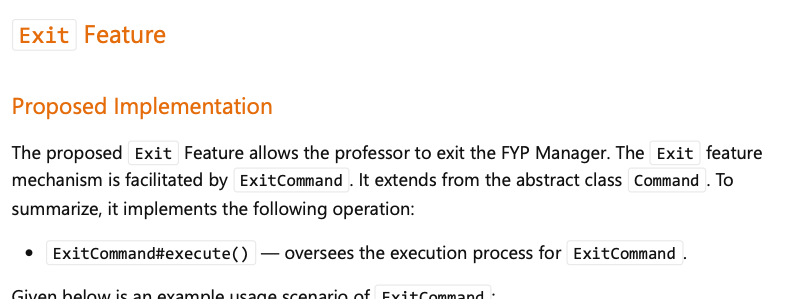 Exit Feature
Proposed Implementation
The proposed Exit Feature allows the professor to exit the FYP Manager. The Exit feature
mechanism is facilitated by ExitCommand. It extends from the abstract class Command. To
summarize, it implements the following operation:
• ExitCommand#execute() — oversees the execution process for ExitCommand.
Given below is an example usage scenario of ExitCommand: